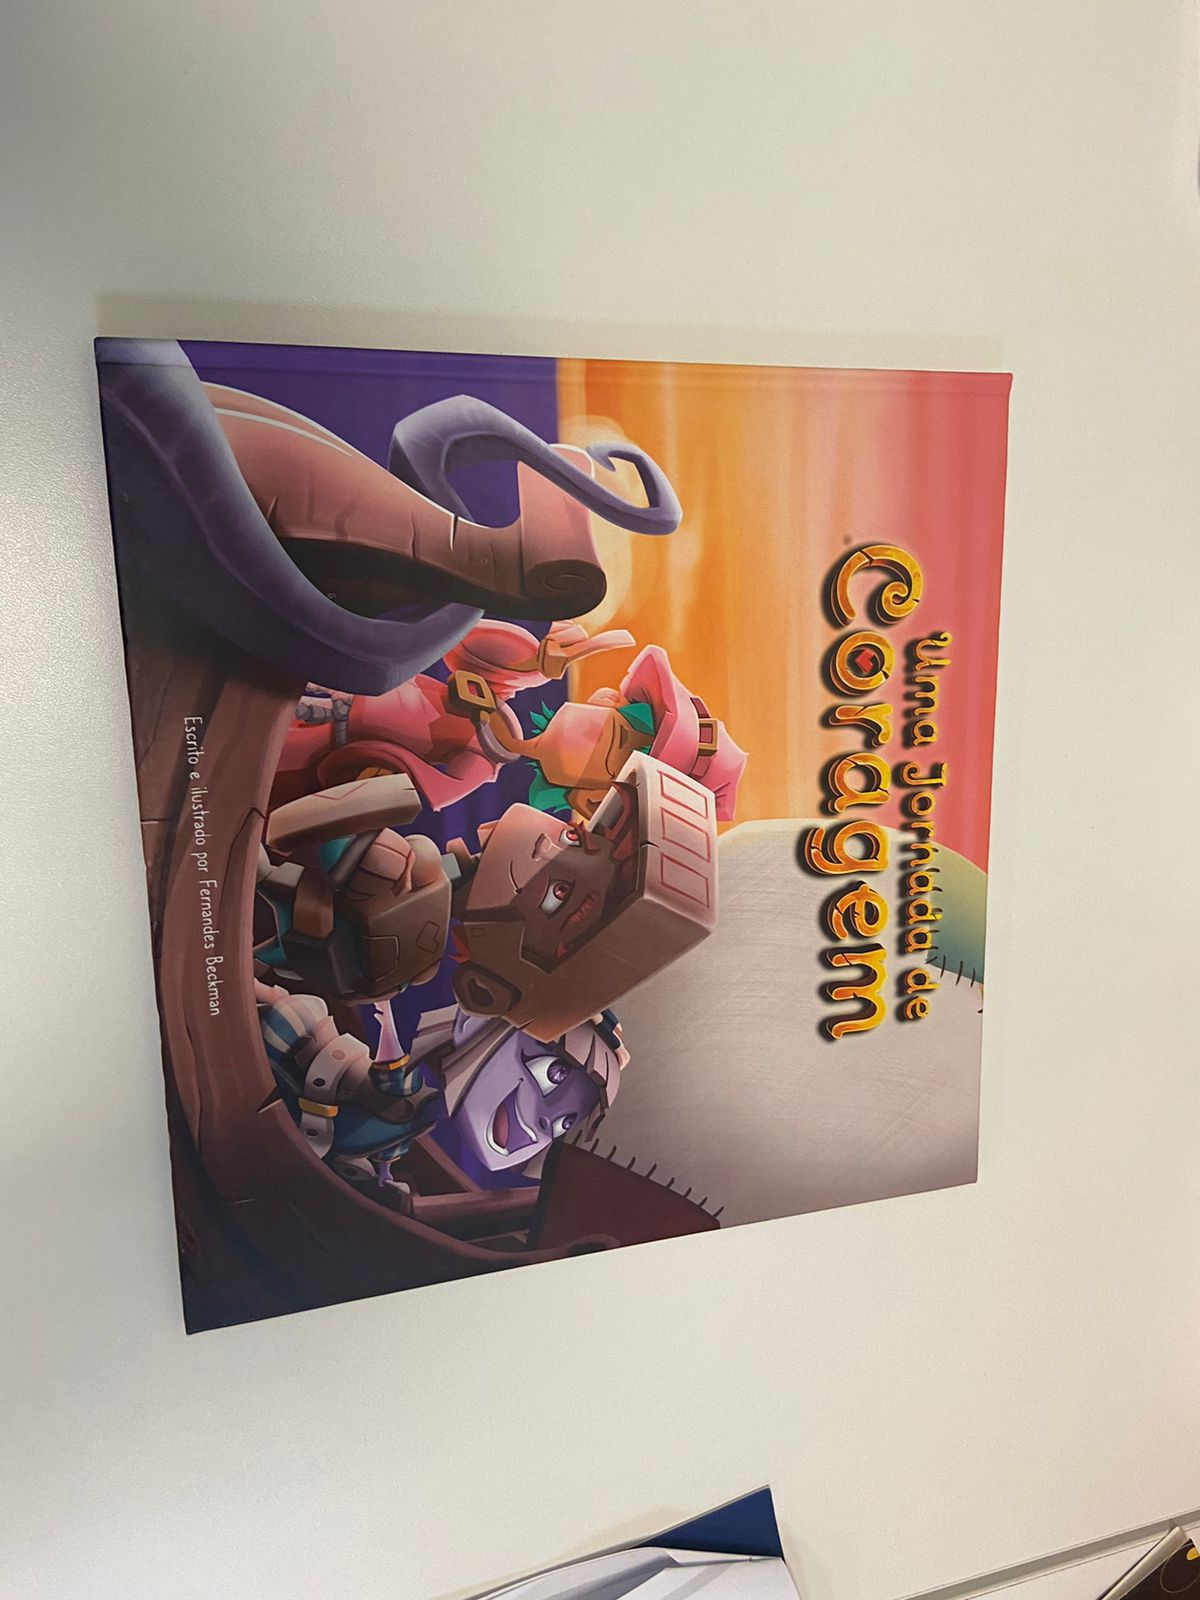 Uma Jornada de
Coragem
Escrito e ilustrado por Fernandes Beckman